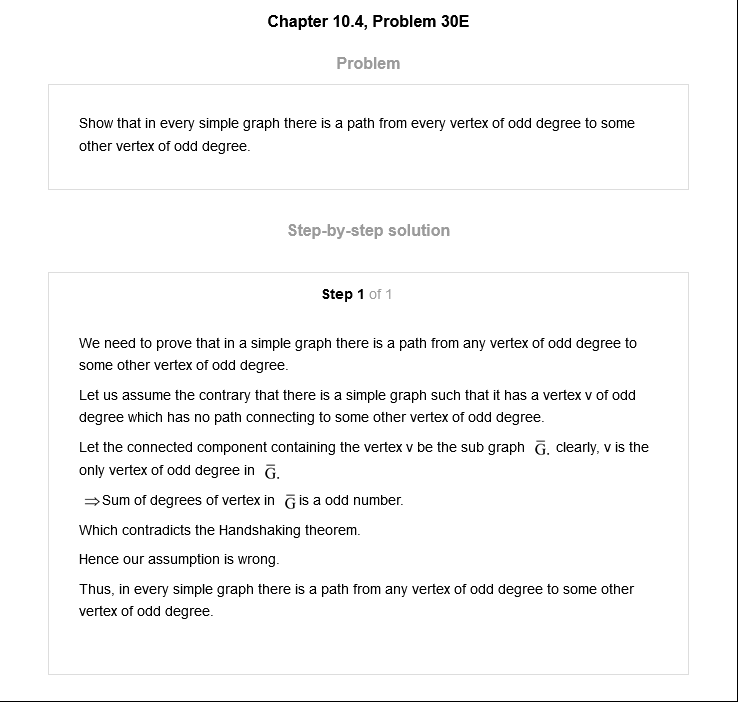 Chapter 10.4, Problem 30E
Problem
Show that in every simple graph there is a path from every vertex of odd degree to some
other vertex of odd degree.
Step-by-step solution
Step 1 of 1
We need to prove that in a simple graph there is a path from any vertex of odd degree to
some other vertex of odd degree.
Let us assume the contrary that there is a simple graph such that it has a vertex v of odd
degree which has no path connecting to some other vertex of odd degree.
Let the connected component containing the vertex v be the sub graph G̅. clearly, v is the
only vertex of odd degree in G̅.
⇒Sum of degrees of vertex in G̅ is a odd number.
Which contradicts the Handshaking theorem.
Hence our assumption is wrong.
Thus, in every simple graph there is a path from any vertex of odd degree to some other
vertex of odd degree.